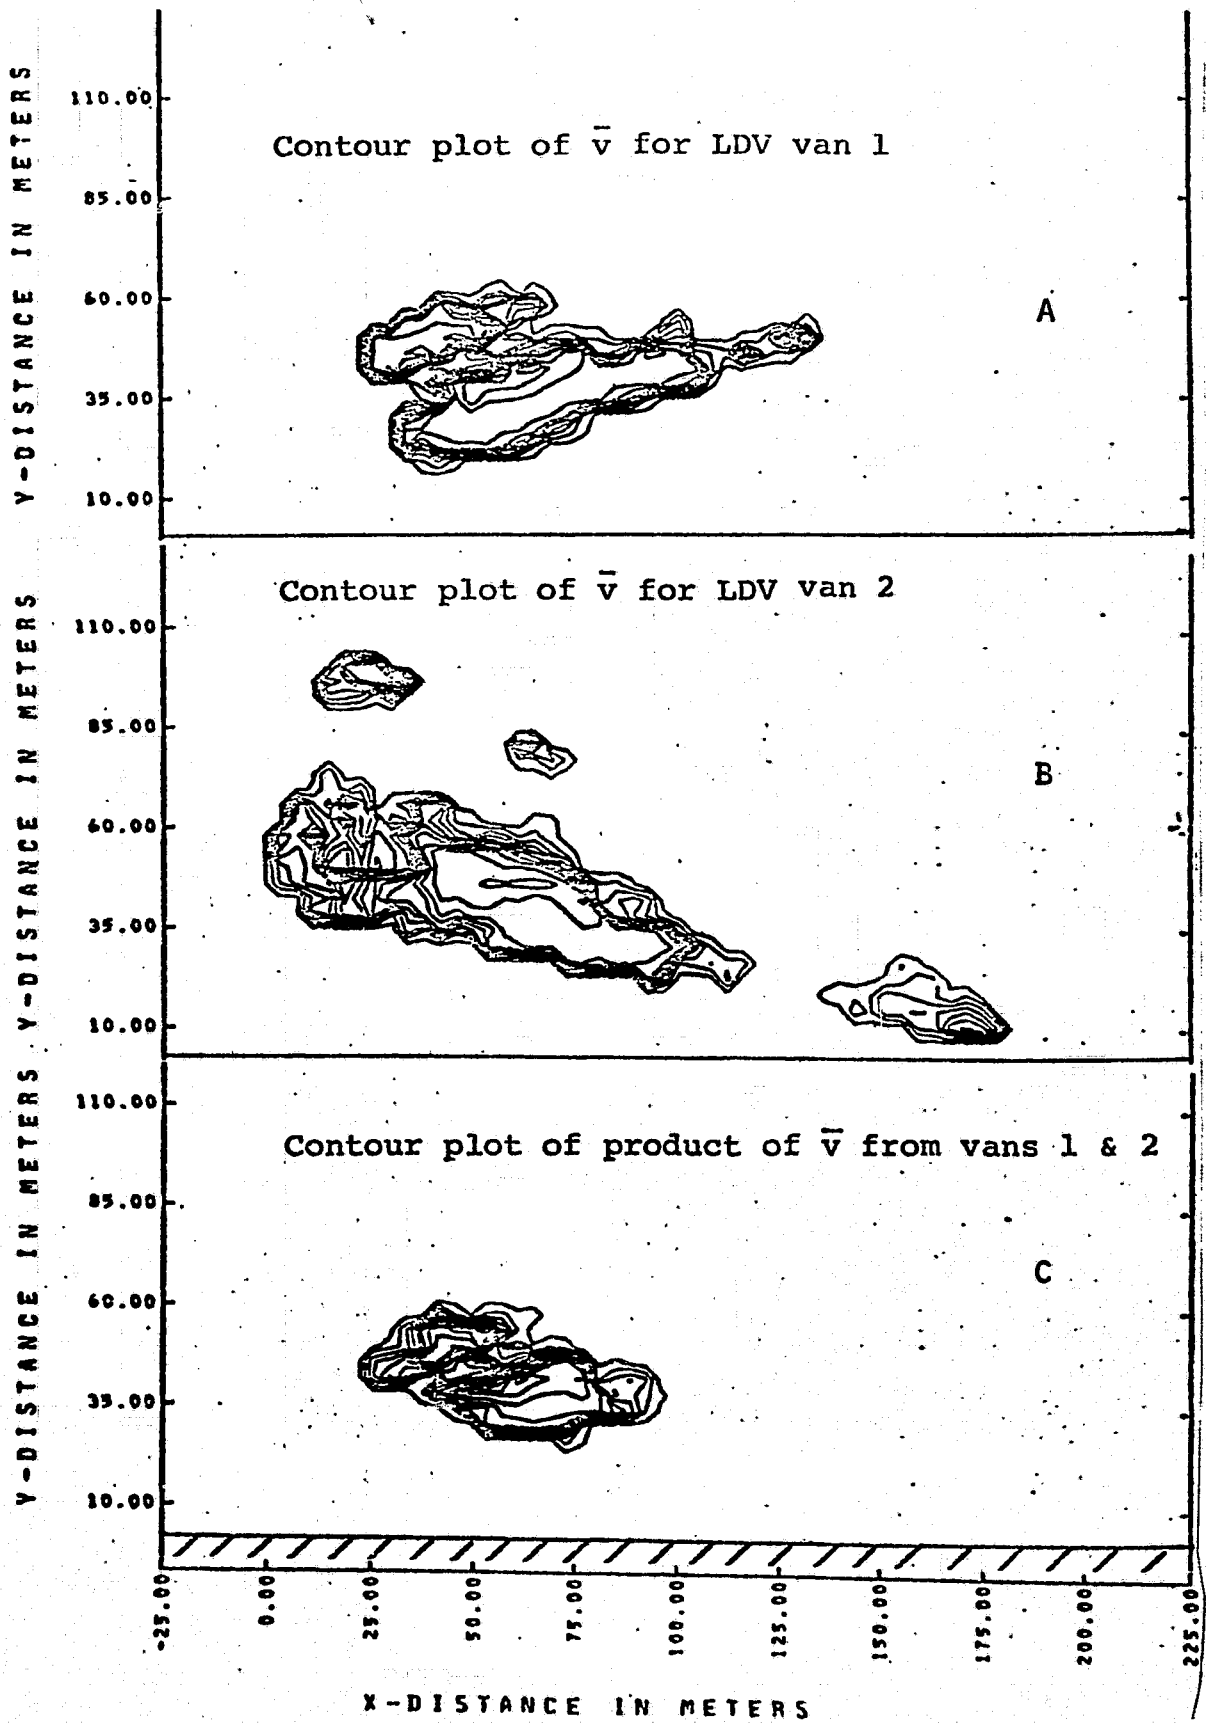 Y-DISTANCE IN METERS
110.00
85.00
60.00
35.00
10.00
Contour plot of v̄ for LDV van 1
A
Y-DISTANCE IN METERS
110.00
85.00
60.00
35.00
10.00
Contour plot of v̄ for LDV van 2
B
Y-DISTANCE IN METERS
110.00
85.00
60.00
35.00
10.00
Contour plot of product of v̄ from vans 1 & 2
C
-25.00
0.00
25.00
50.00
75.00
100.00
125.00
150.00
175.00
200.00
225.00
X-DISTANCE IN METERS